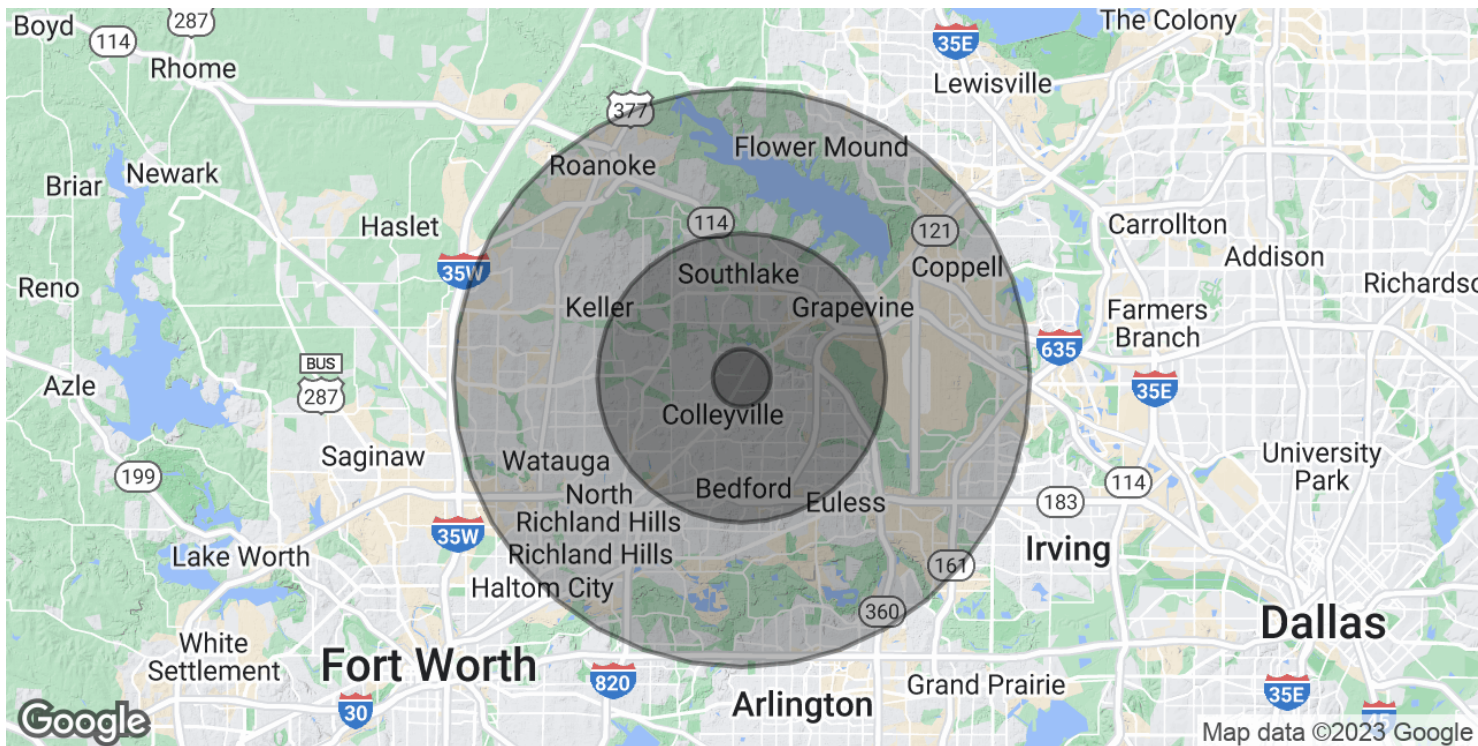 Boyd
287
114
Rhome
35E
The Colony
Lewisville
377
Flower Mound
Roanoke
Newark
Briar
Haslet
114
121
Carrollton
Addison
35W
Southlake
Coppell
Reno
Richardso
Keller
Grapevine
Farmers
Branch
635
BUS
287
Azle
35E
Colleyville
Saginaw
Watauga
199
University
Park
North
Richland Hills
Bedford
Euless
114
183
35W
Lake Worth
Richland Hills
Irving
161
Haltom City
360
White
Settlement
Fort Worth
820
Dallas
Grand Prairie
35E
Arlington
30
45
Google
Map data ©2023 Google